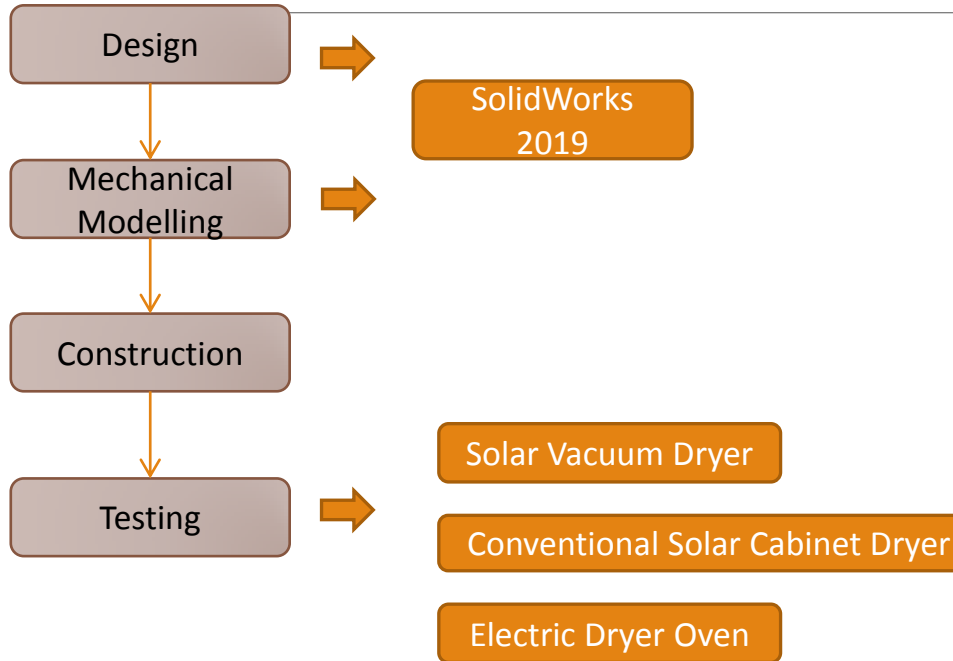 Design
SolidWorks
2019
Mechanical
Modelling
Construction
Testing
Solar Vacuum Dryer
Conventional Solar Cabinet Dryer
Electric Dryer Oven